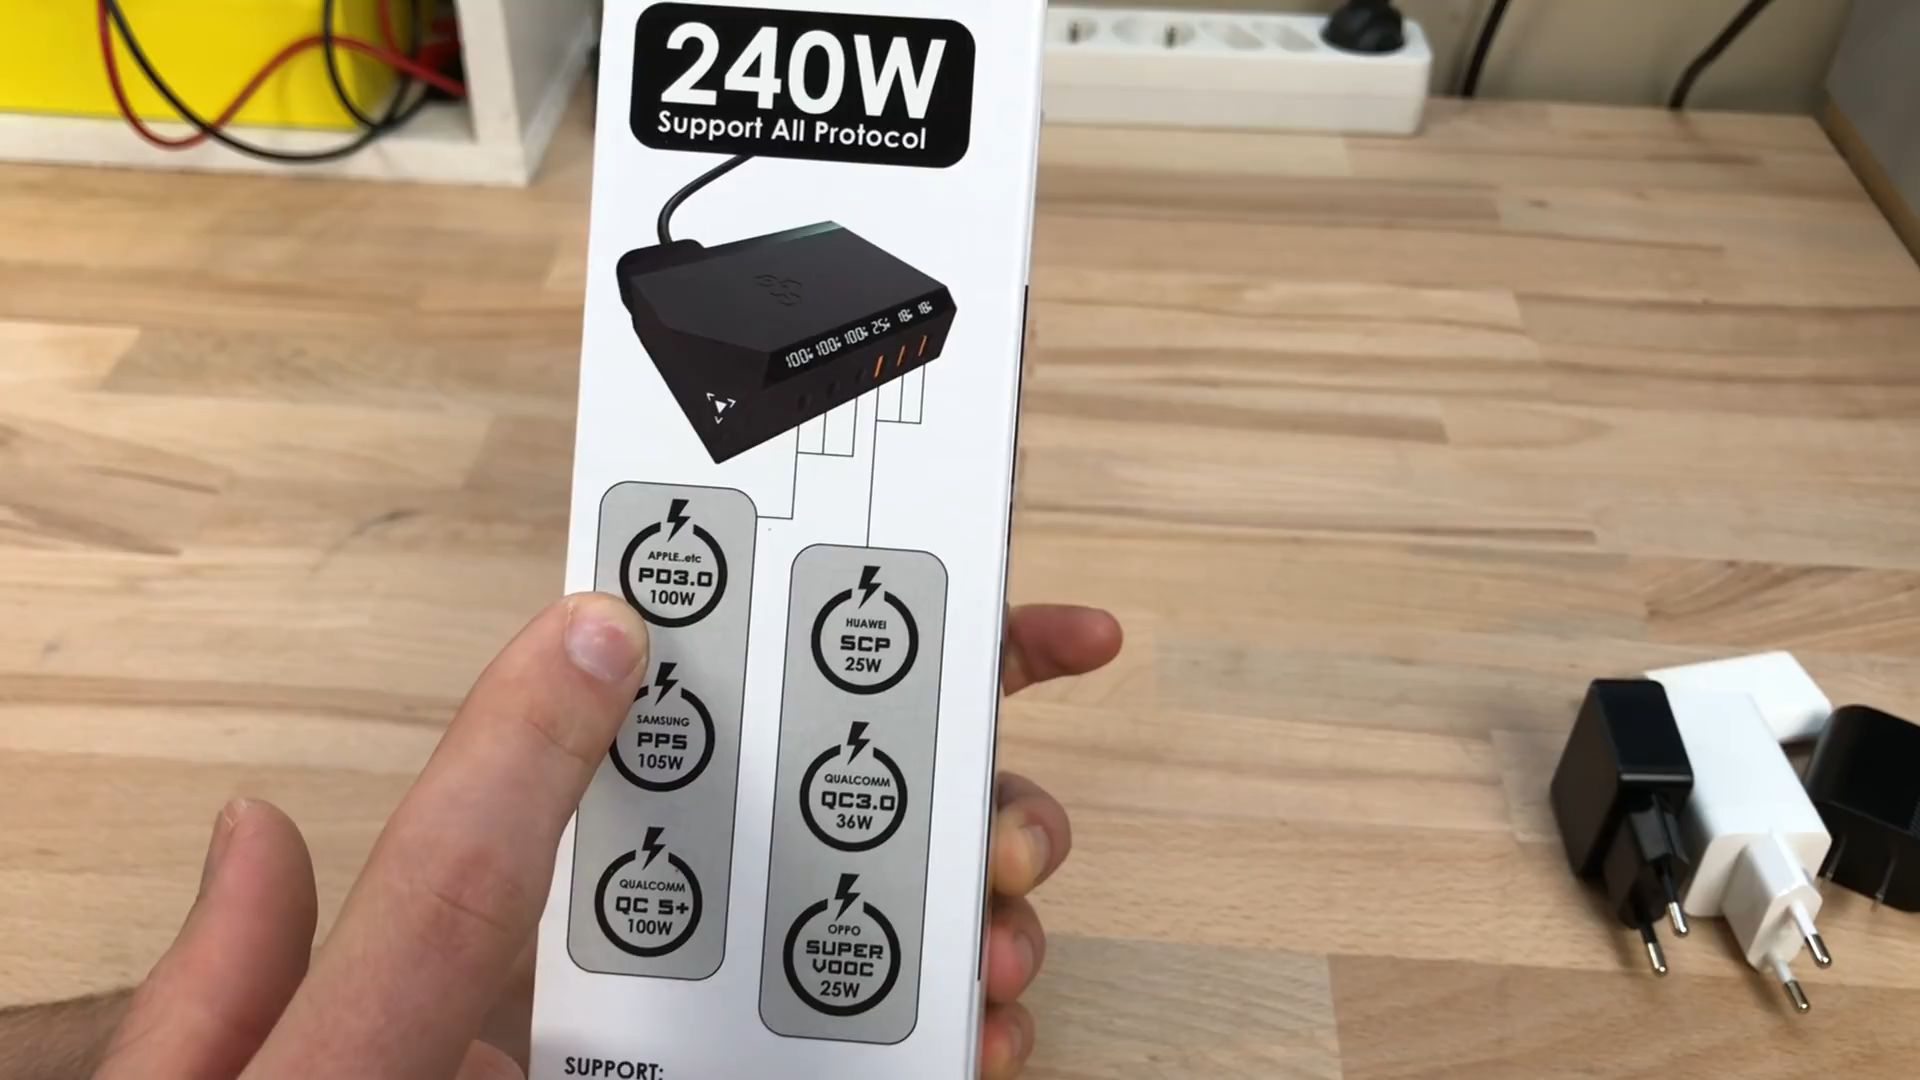 240W
Support All Protocol
100W 100W 100W 25W 18W 18W
APPLE..etc
PD3.0
100W
SAMSUNG
PPS
105W
QUALCOMM
QC 5+
100W
HUAWEI
SCP
25W
QUALCOMM
QC3.0
36W
OPPO
SUPER
VOOC
25W
SUPPORT: